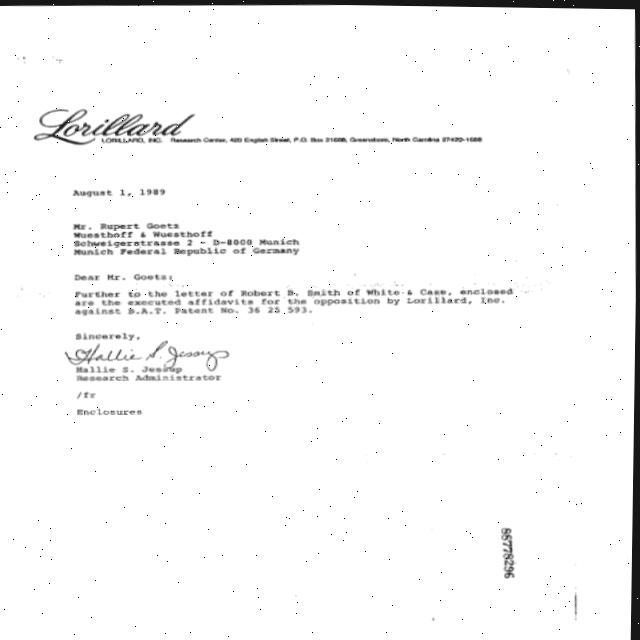 Lorillard
LORILLARD, INC. Research Center, 420 English Street, P.O. Box 21688, Greensboro, North Carolina 27420-1688
August 1, 1989
Mr. Rupert Goetz
Wuesthoff & Wuesthoff
Schweigerstrasse 2 - D-8000 Munich
Munich Federal Republic of Germany
Dear Mr. Goetz:
Further to the letter of Robert B. Smith of White & Case, enclosed
are the executed affidavits for the opposition by Lorillard, Inc.
against B.A.T. Patent No. 36 25 593.
Sincerely,
Hallie S. Jessup
Hallie S. Jessup
Research Administrator
/fr
Enclosures
88778296